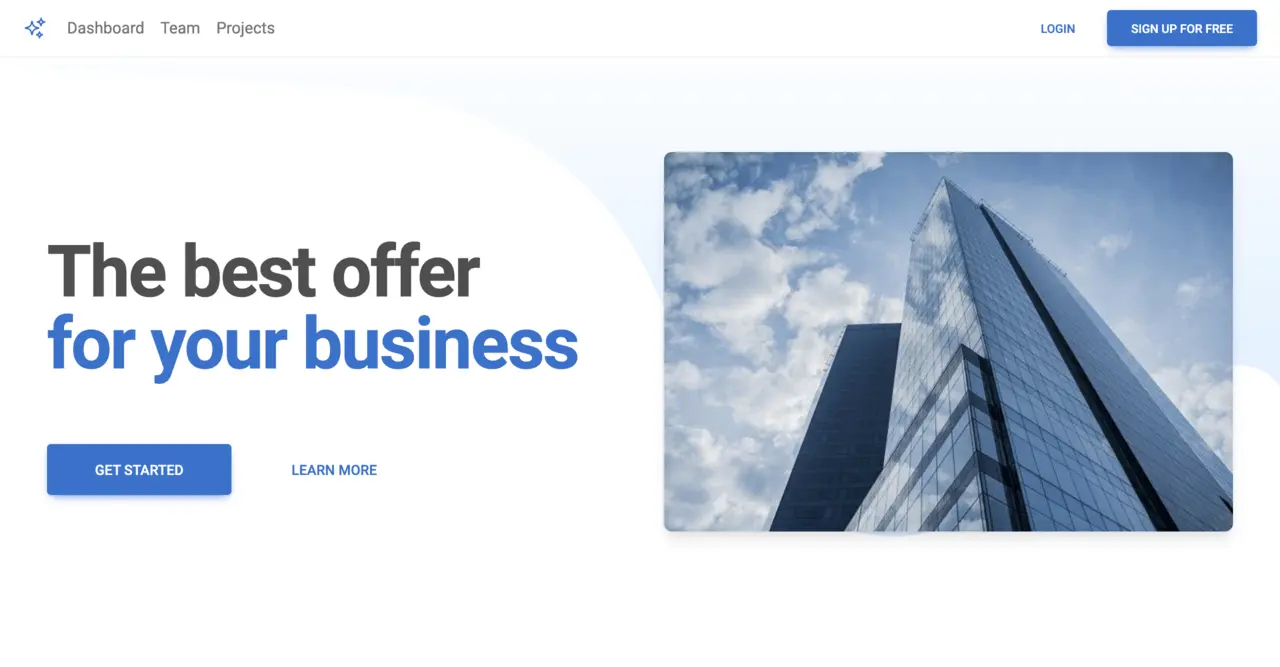 Dashboard Team Projects LOGIN SIGN UP FOR FREE
The best offer
for your business
GET STARTED LEARN MORE